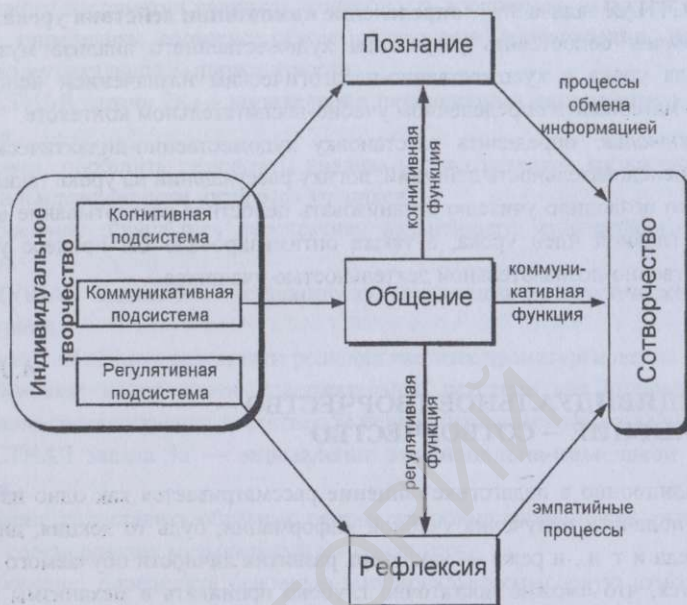 Познание
процессы
обмена
информацией
Индивидуальное
творчество
Когнитивная
подсистема
Коммуникативная
подсистема
Регулятивная
подсистема
когнитивная
функция
Общение
коммуни-
кативная
функция
Сотворчество
регулятивная
функция
эмпатийные
процессы
Рефлексия